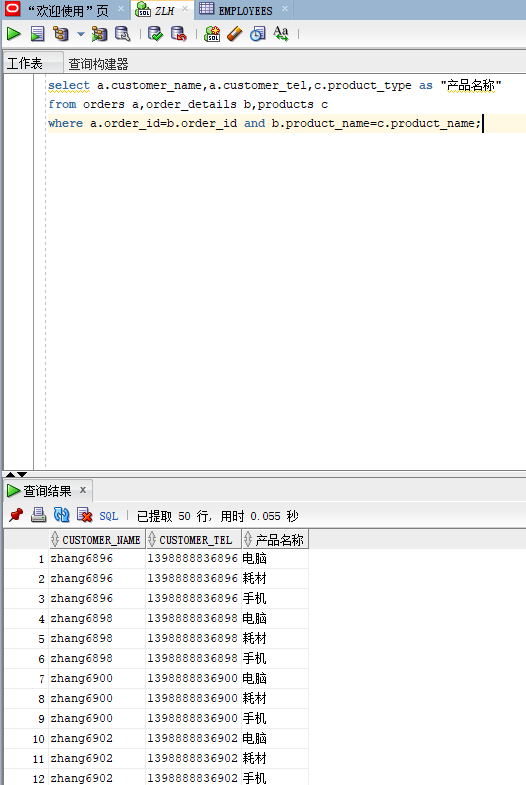 “欢迎使用”页 × ZLH × EMPLOYEES ×
工作表 查询构建器
select a.customer_name,a.customer_tel,c.product_type as "产品名称"
from orders a,order_details b,products c
where a.order_id=b.order_id and b.product_name=c.product_name;
查询结果 ×
SQL | 已提取 50 行, 用时 0.055 秒
CUSTOMER_NAME CUSTOMER_TEL 产品名称
1 zhang6896 1398888836896 电脑
2 zhang6896 1398888836896 耗材
3 zhang6896 1398888836896 手机
4 zhang6898 1398888836898 电脑
5 zhang6898 1398888836898 耗材
6 zhang6898 1398888836898 手机
7 zhang6900 1398888836900 电脑
8 zhang6900 1398888836900 耗材
9 zhang6900 1398888836900 手机
10 zhang6902 1398888836902 电脑
11 zhang6902 1398888836902 耗材
12 zhang6902 1398888836902 手机